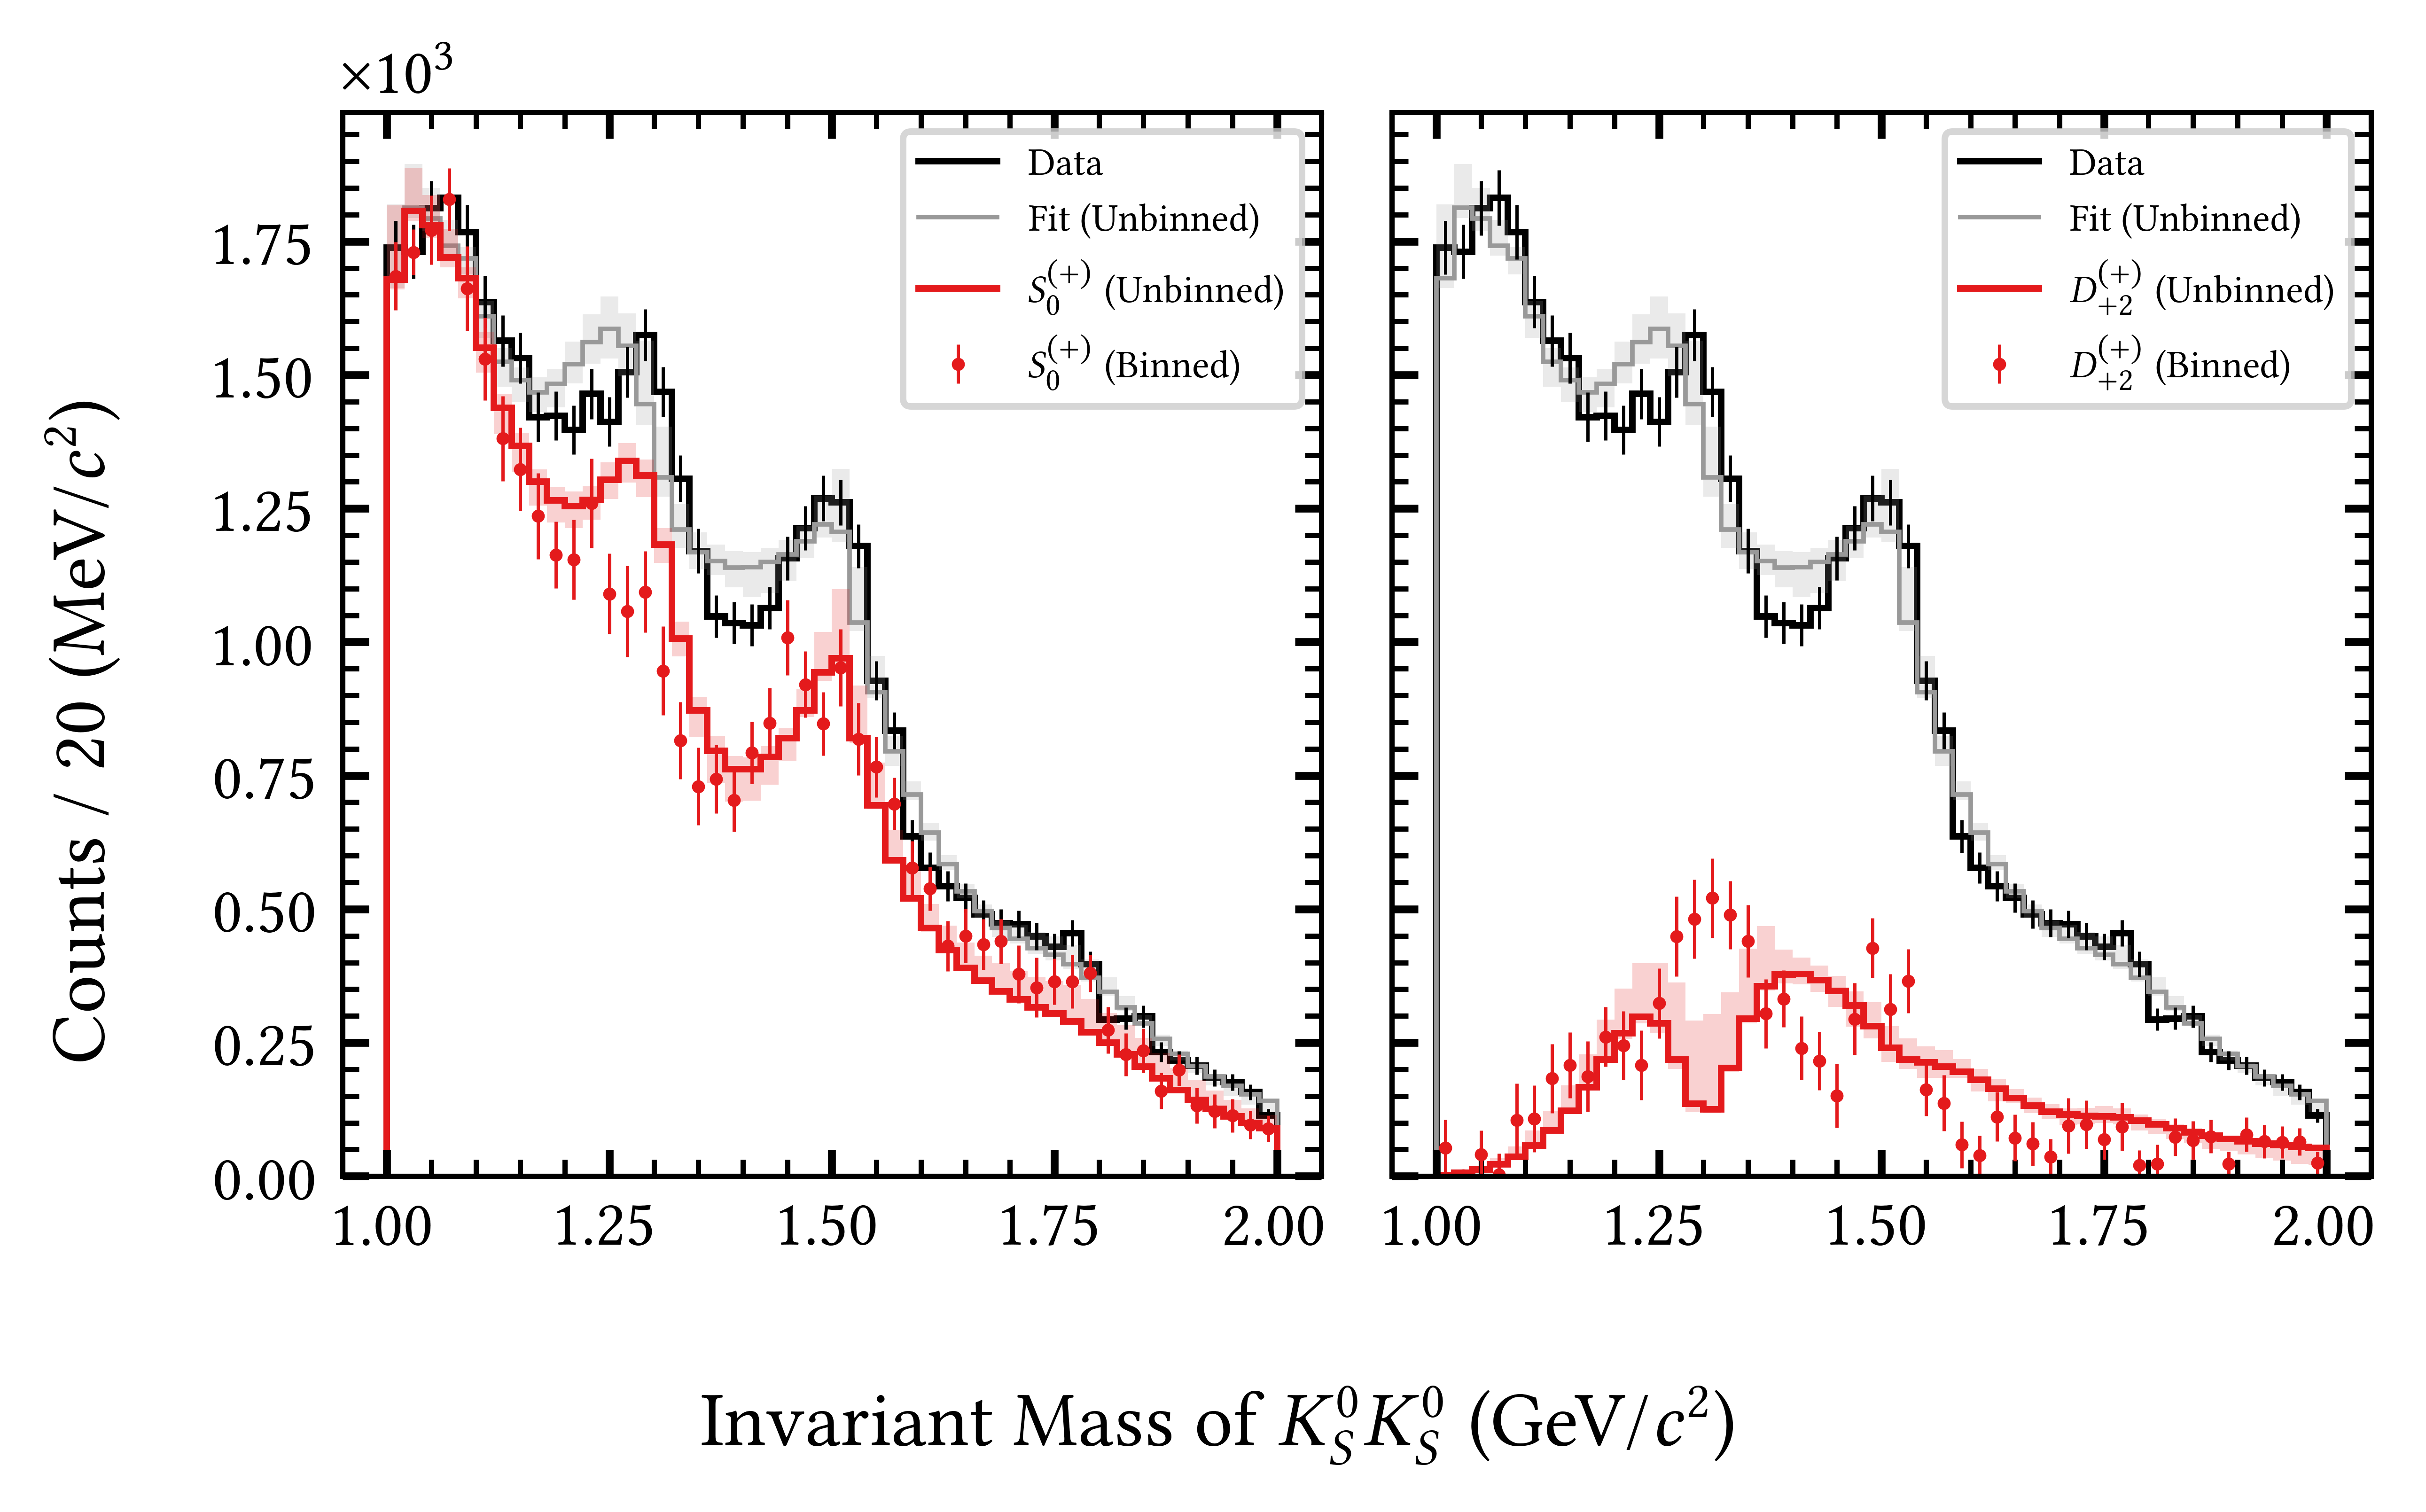 ×10³
Counts / 20 (MeV/c²)
1.75
1.50
1.25
1.00
0.75
0.50
0.25
0.00
Data
Fit (Unbinned)
S₀⁽⁺⁾ (Unbinned)
S₀⁽⁺⁾ (Binned)
1.00 1.25 1.50 1.75 2.00
Data
Fit (Unbinned)
D₊₂⁽⁺⁾ (Unbinned)
D₊₂⁽⁺⁾ (Binned)
1.00 1.25 1.50 1.75 2.00
Invariant Mass of K_S⁰K_S⁰ (GeV/c²)